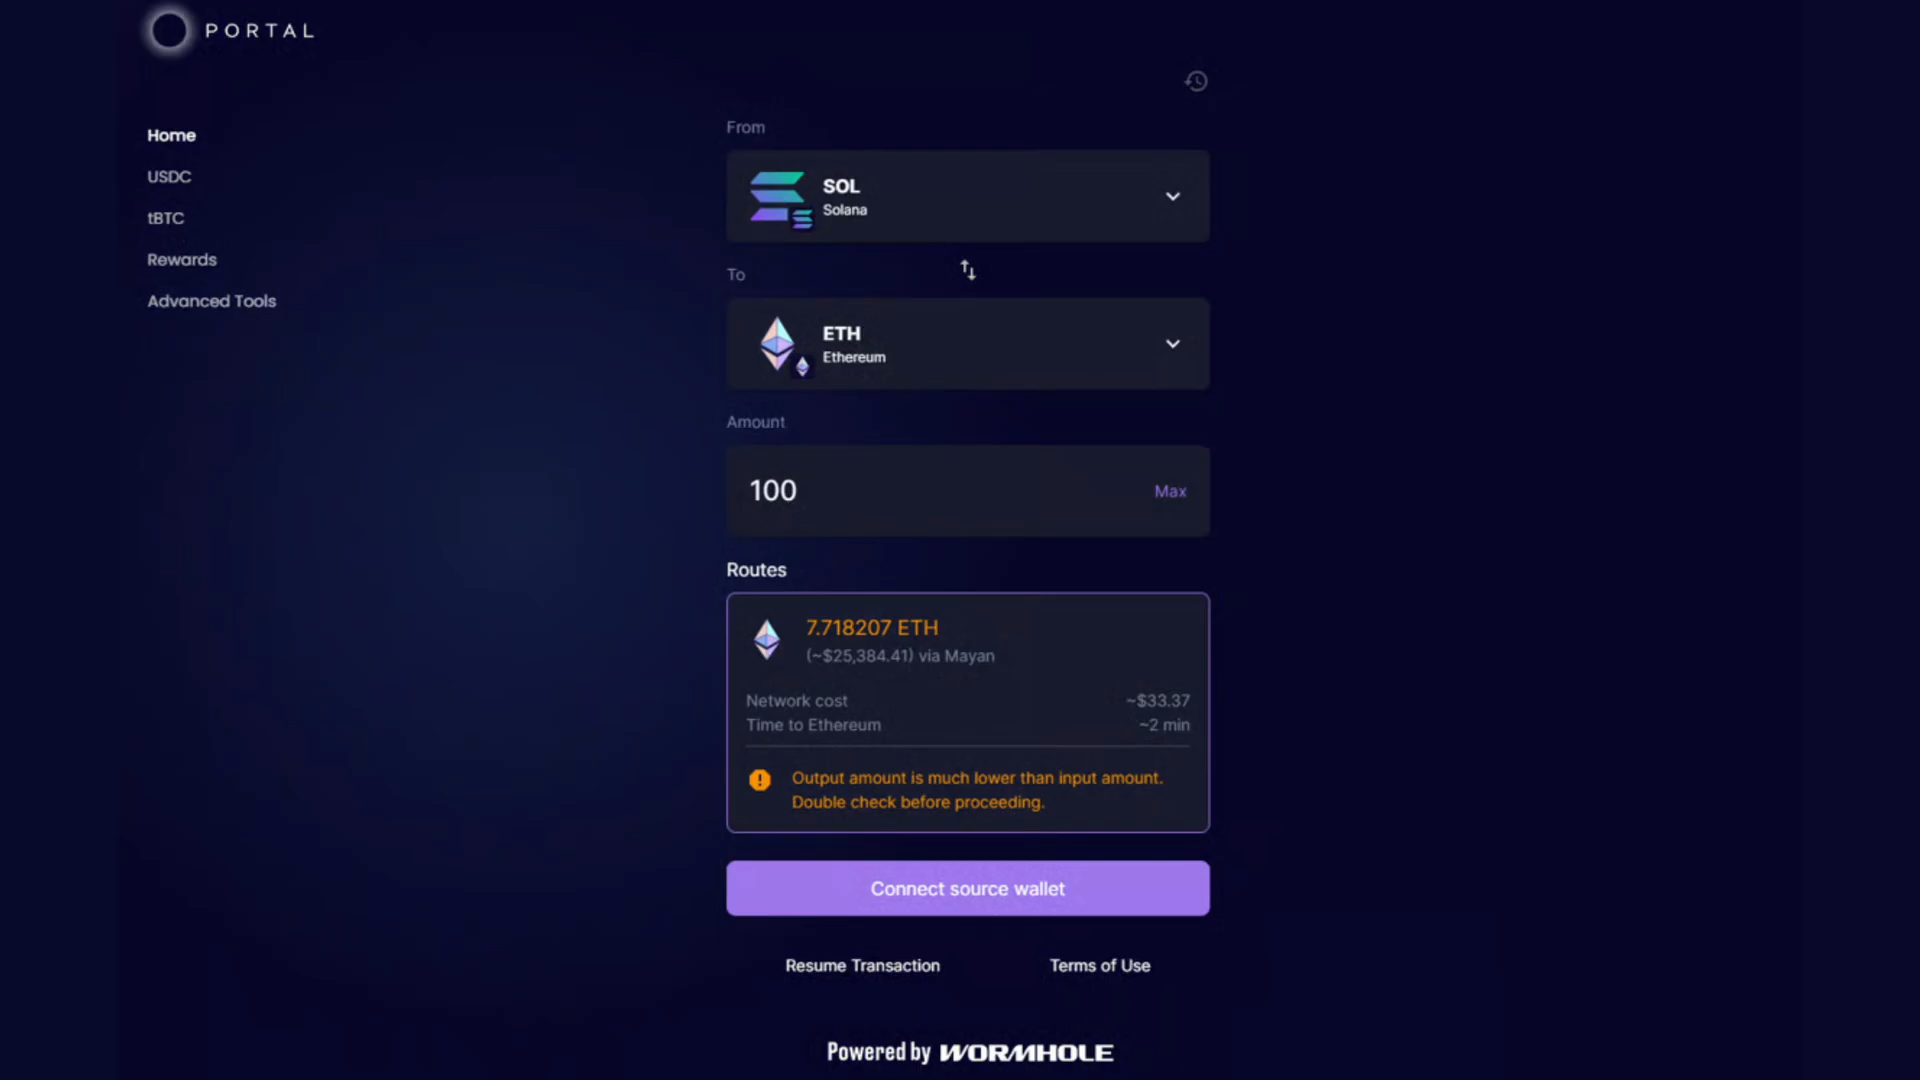 PORTAL
Home
USDC
tBTC
Rewards
Advanced Tools
From
SOL
Solana
To
ETH
Ethereum
Amount
100
Max
Routes
7.718207 ETH
(~$25,384.41) via Mayan
Network cost ~$33.37
Time to Ethereum ~2 min
Output amount is much lower than input amount.
Double check before proceeding.
Connect source wallet
Resume Transaction
Terms of Use
Powered by WORMHOLE